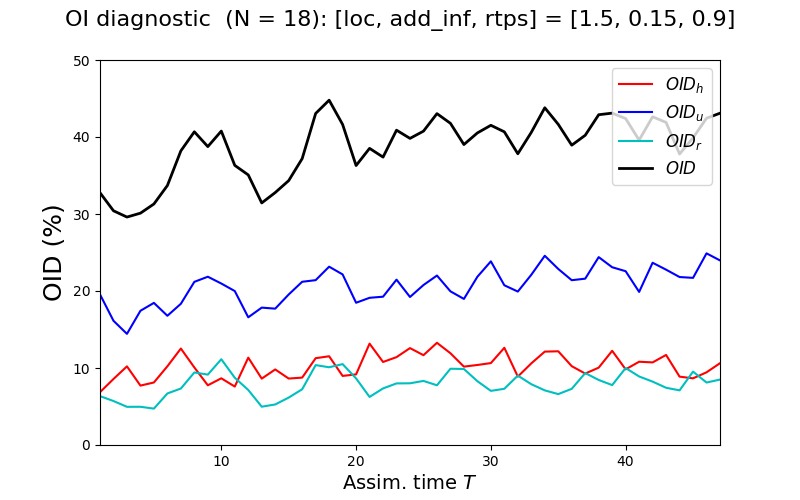 OI diagnostic (N = 18): [loc, add_inf, rtps] = [1.5, 0.15, 0.9]
50
40
30
20
10
0
OID (%)
OID_h
OID_u
OID_r
OID
10
20
30
40
Assim. time T